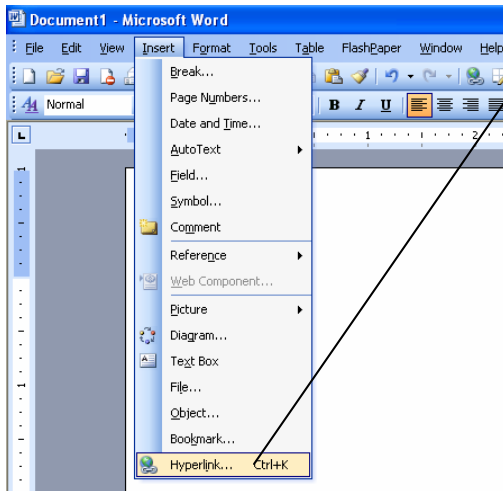 Document1 - Microsoft Word
File Edit View Insert Format Tools Table FlashPaper Window Help
Normal B I U
1 2
Break...
Page Numbers...
Date and Time...
AutoText
Field...
Symbol...
Comment
Reference
Web Component...
Picture
Diagram...
Text Box
File...
Object...
Bookmark...
Hyperlink... Ctrl+K
1